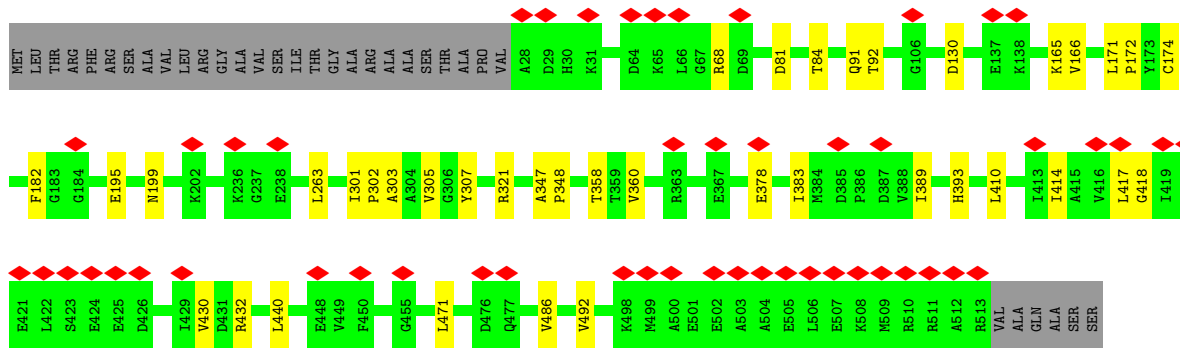 MET LEU THR ARG PHE ARG SER ALA VAL LEU ARG GLY ALA VAL SER ILE THR GLY ALA ARG ALA ALA SER THR ALA PRO VAL A28 D29 H30 K31 D64 K65 L66 G67 R68 D69 D81 T84 Q91 T92 G106 D130 E137 K138 K165 V166 L171 P172 Y173 C174
F182 G183 G184 E195 N199 K202 K236 G237 E238 L263 I301 P302 A303 A304 V305 G306 Y307 R321 A347 P348 T358 T359 V360 R363 E367 E378 I383 M384 D385 P386 D387 V388 I389 H393 L410 I413 I414 A415 V416 L417 G418 I419
E421 L422 S423 E424 E425 D426 I429 V430 D431 R432 L440 E448 V449 F450 G455 L471 D476 Q477 V486 V492 K498 M499 A500 E501 E502 A503 A504 E505 L506 E507 K508 M509 R510 R511 A512 R513 VAL ALA GLN ALA SER SER